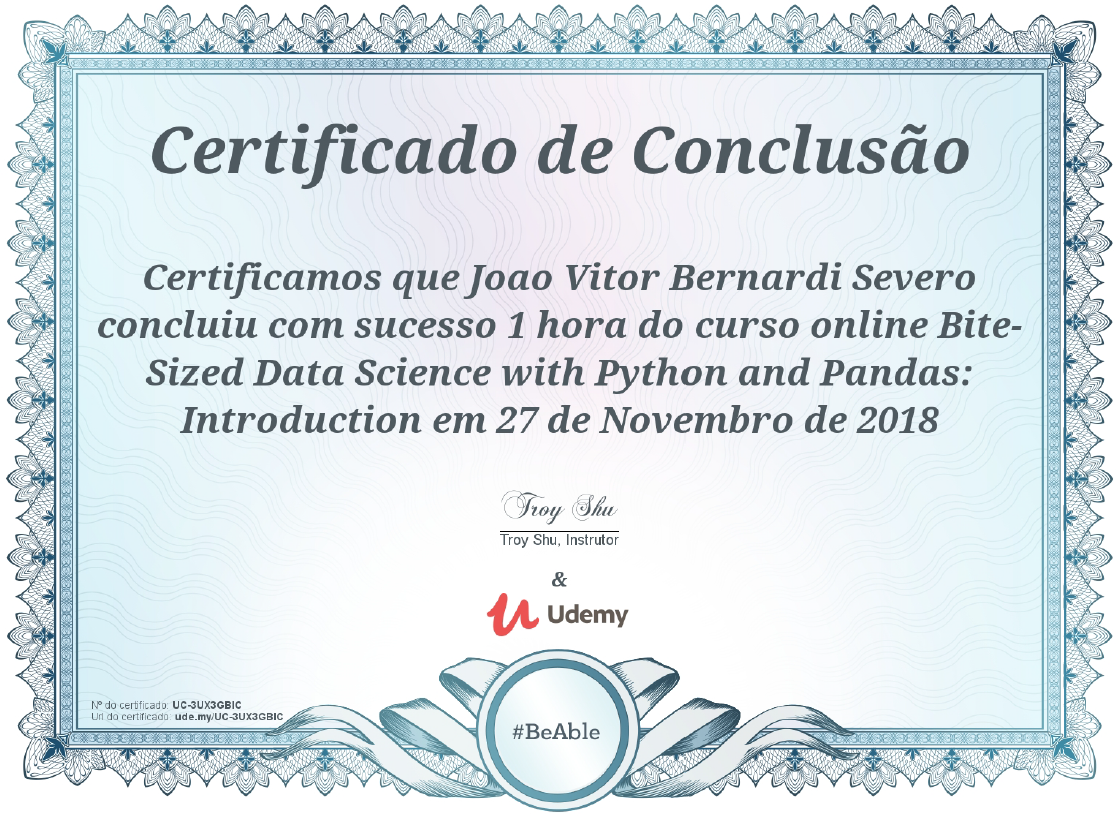 Certificado de Conclusão
Certificamos que Joao Vitor Bernardi Severo
concluiu com sucesso 1 hora do curso online Bite-
Sized Data Science with Python and Pandas:
Introduction em 27 de Novembro de 2018
Troy Shu
Troy Shu, Instrutor
&
Udemy
Nº do certificado: UC-3UX3GBIC
Url do certificado: ude.my/UC-3UX3GBIC
#BeAble